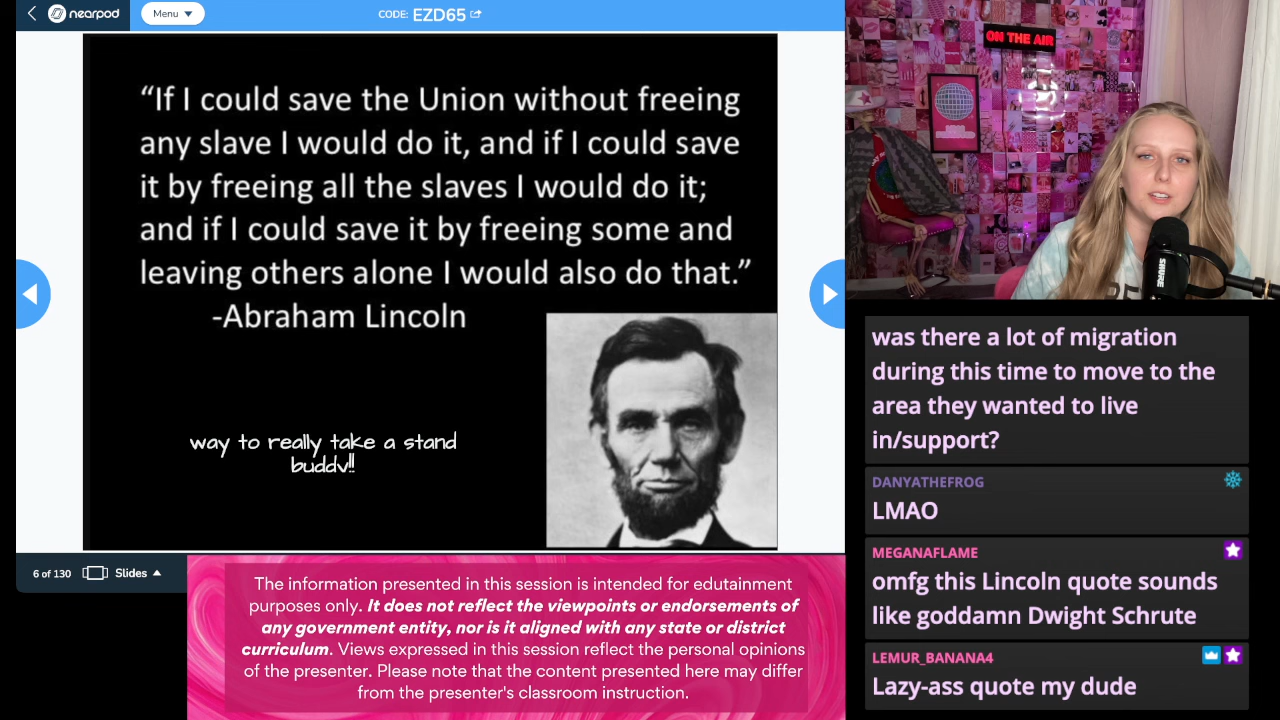 nearpod
Menu
CODE: EZD65
“If I could save the Union without freeing
any slave I would do it, and if I could save
it by freeing all the slaves I would do it;
and if I could save it by freeing some and
leaving others alone I would also do that.”
-Abraham Lincoln
way to really take a stand
buddy!!
6 of 130
Slides
The information presented in this session is intended for edutainment
purposes only. It does not reflect the viewpoints or endorsements of
any government entity, nor is it aligned with any state or district
curriculum. Views expressed in this session reflect the personal opinions
of the presenter. Please note that the content presented here may differ
from the presenter's classroom instruction.
ON THE AIR
SHURE
was there a lot of migration
during this time to move to the
area they wanted to live
in/support?
DANYATHEFROG
LMAO
MEGANAFLAME
omfg this Lincoln quote sounds
like goddamn Dwight Schrute
LEMUR_BANANA4
Lazy-ass quote my dude